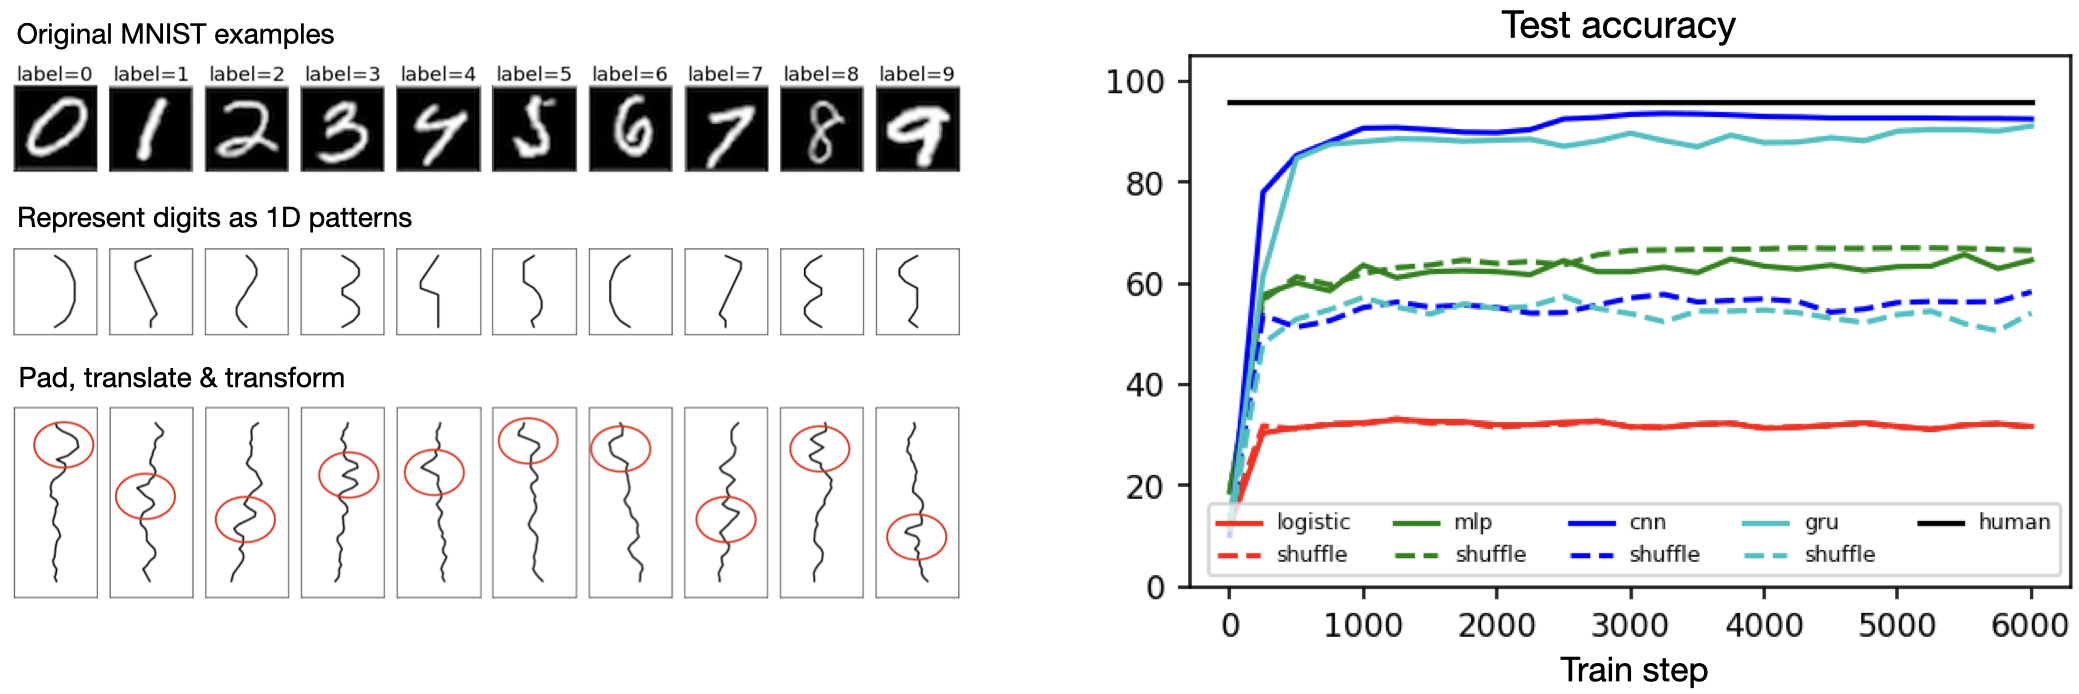 Original MNIST examples
label=0 label=1 label=2 label=3 label=4 label=5 label=6 label=7 label=8 label=9
Represent digits as 1D patterns
Pad, translate & transform
Test accuracy
100
80
60
40
20
0
logistic mlp cnn gru human
shuffle shuffle shuffle shuffle
0 1000 2000 3000 4000 5000 6000
Train step